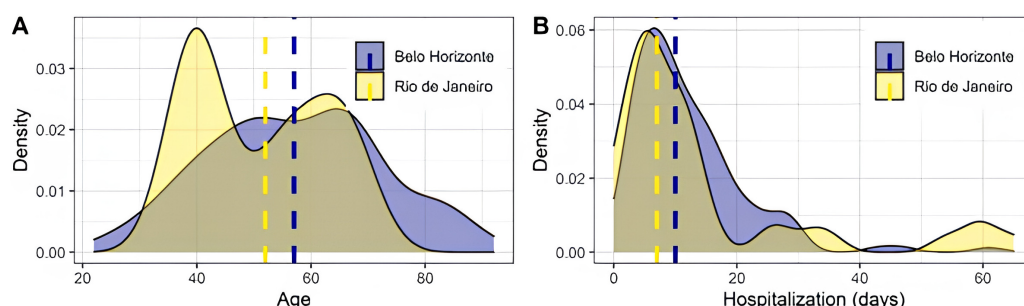 A
Density
0.03
0.02
0.01
0.00
20 40 60 80
Age
Belo Horizonte
Rio de Janeiro
B
Density
0.06
0.04
0.02
0.00
0 20 40 60
Hospitalization (days)
Belo Horizonte
Rio de Janeiro